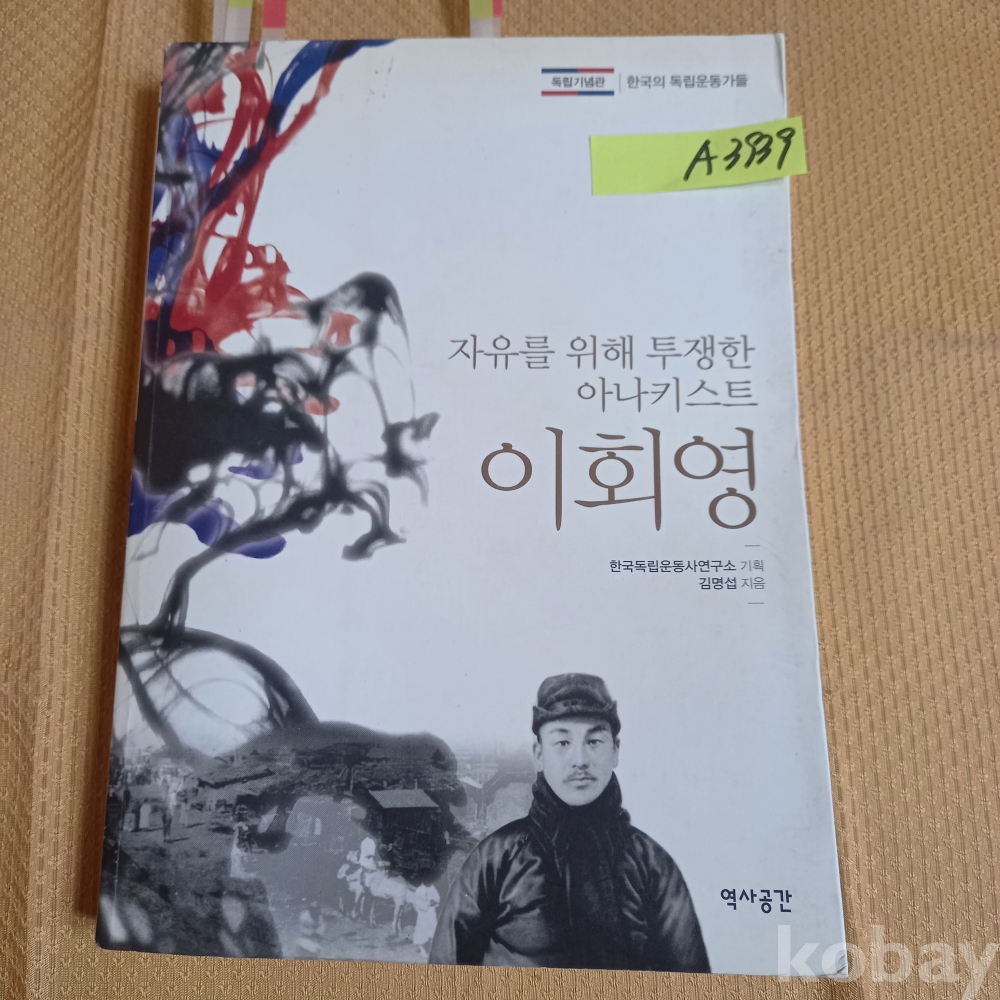 독립기념관 한국의 독립운동가들
A3939
자유를 위해 투쟁한
아나키스트
이회영
한국독립운동사연구소 기획
김명섭 지음
역사공간
kobay